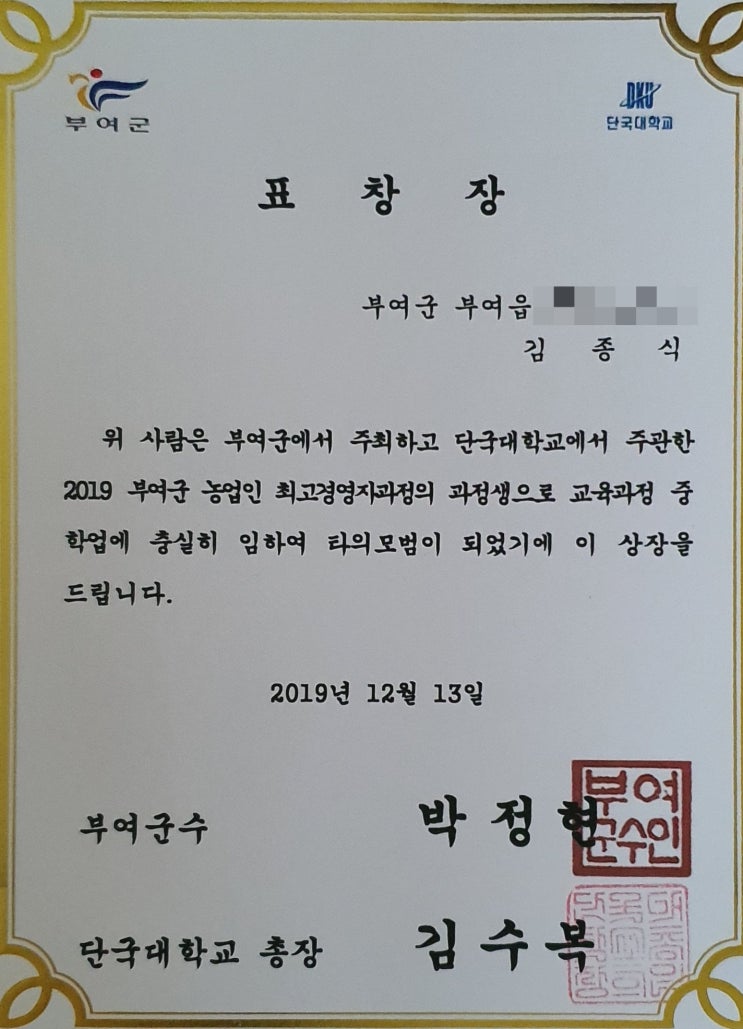 부여군
DKU
단국대학교
표 창 장
부여군 부여읍
김 종 식
위 사람은 부여군에서 주최하고 단국대학교에서 주관한
2019 부여군 농업인 최고경영자과정의 과정생으로 교육과정 중
학업에 충실히 임하여 타의모범이 되었기에 이 상장을
드립니다.
2019년 12월 13일
부여군수 박 정 현
부여
군수인
단국대학교 총장 김 수 복